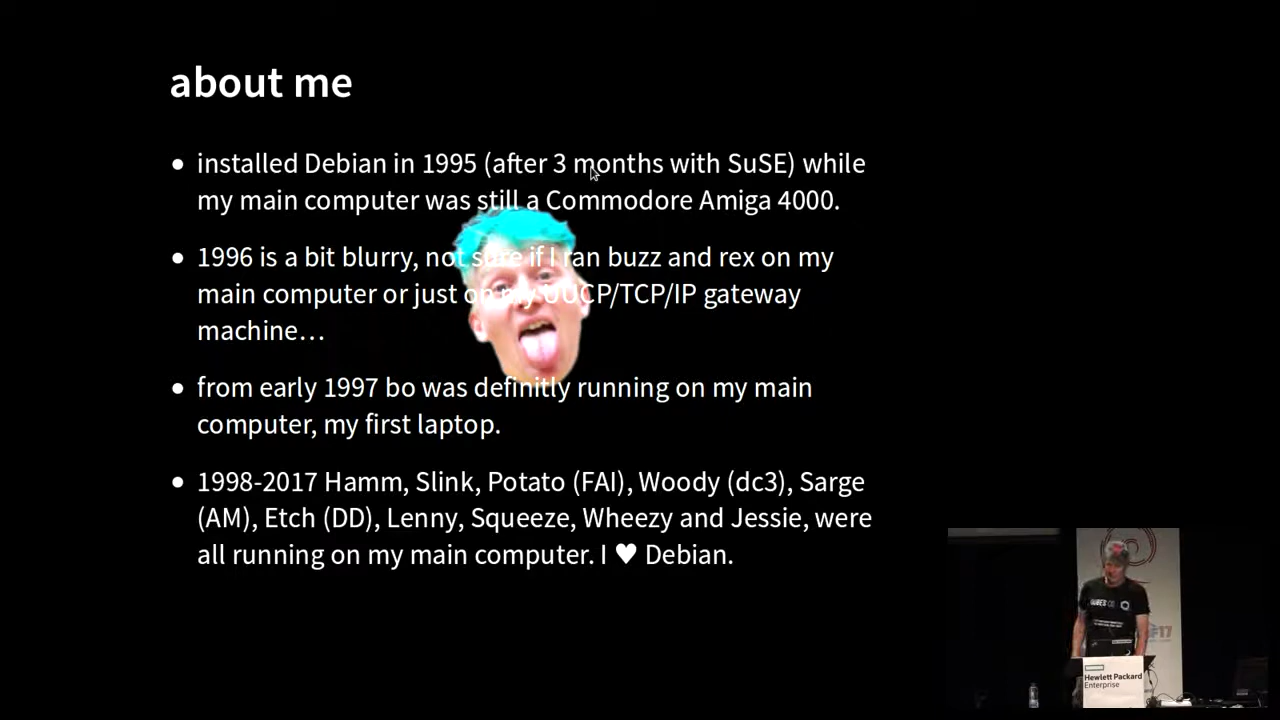 about me
• installed Debian in 1995 (after 3 months with SuSE) while
my main computer was still a Commodore Amiga 4000.
• 1996 is a bit blurry, not sure if I ran buzz and rex on my
main computer or just on my UUCP/TCP/IP gateway
machine…
• from early 1997 bo was definitly running on my main
computer, my first laptop.
• 1998-2017 Hamm, Slink, Potato (FAI), Woody (dc3), Sarge
(AM), Etch (DD), Lenny, Squeeze, Wheezy and Jessie, were
all running on my main computer. I ♥ Debian.
17
Hewlett Packard
Enterprise